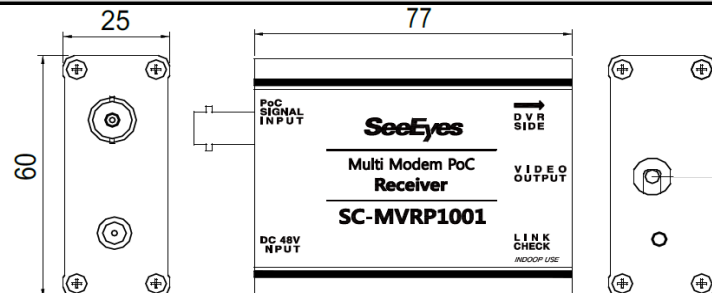 25
77
60
PoC
SIGNAL
INPUT
DC 48V
NPUT
SeeEyes
Multi Modem PoC
Receiver
SC-MVRP1001
DVR
SIDE
VIDEO
OUTPUT
LINK
CHECK
INDOOP USE